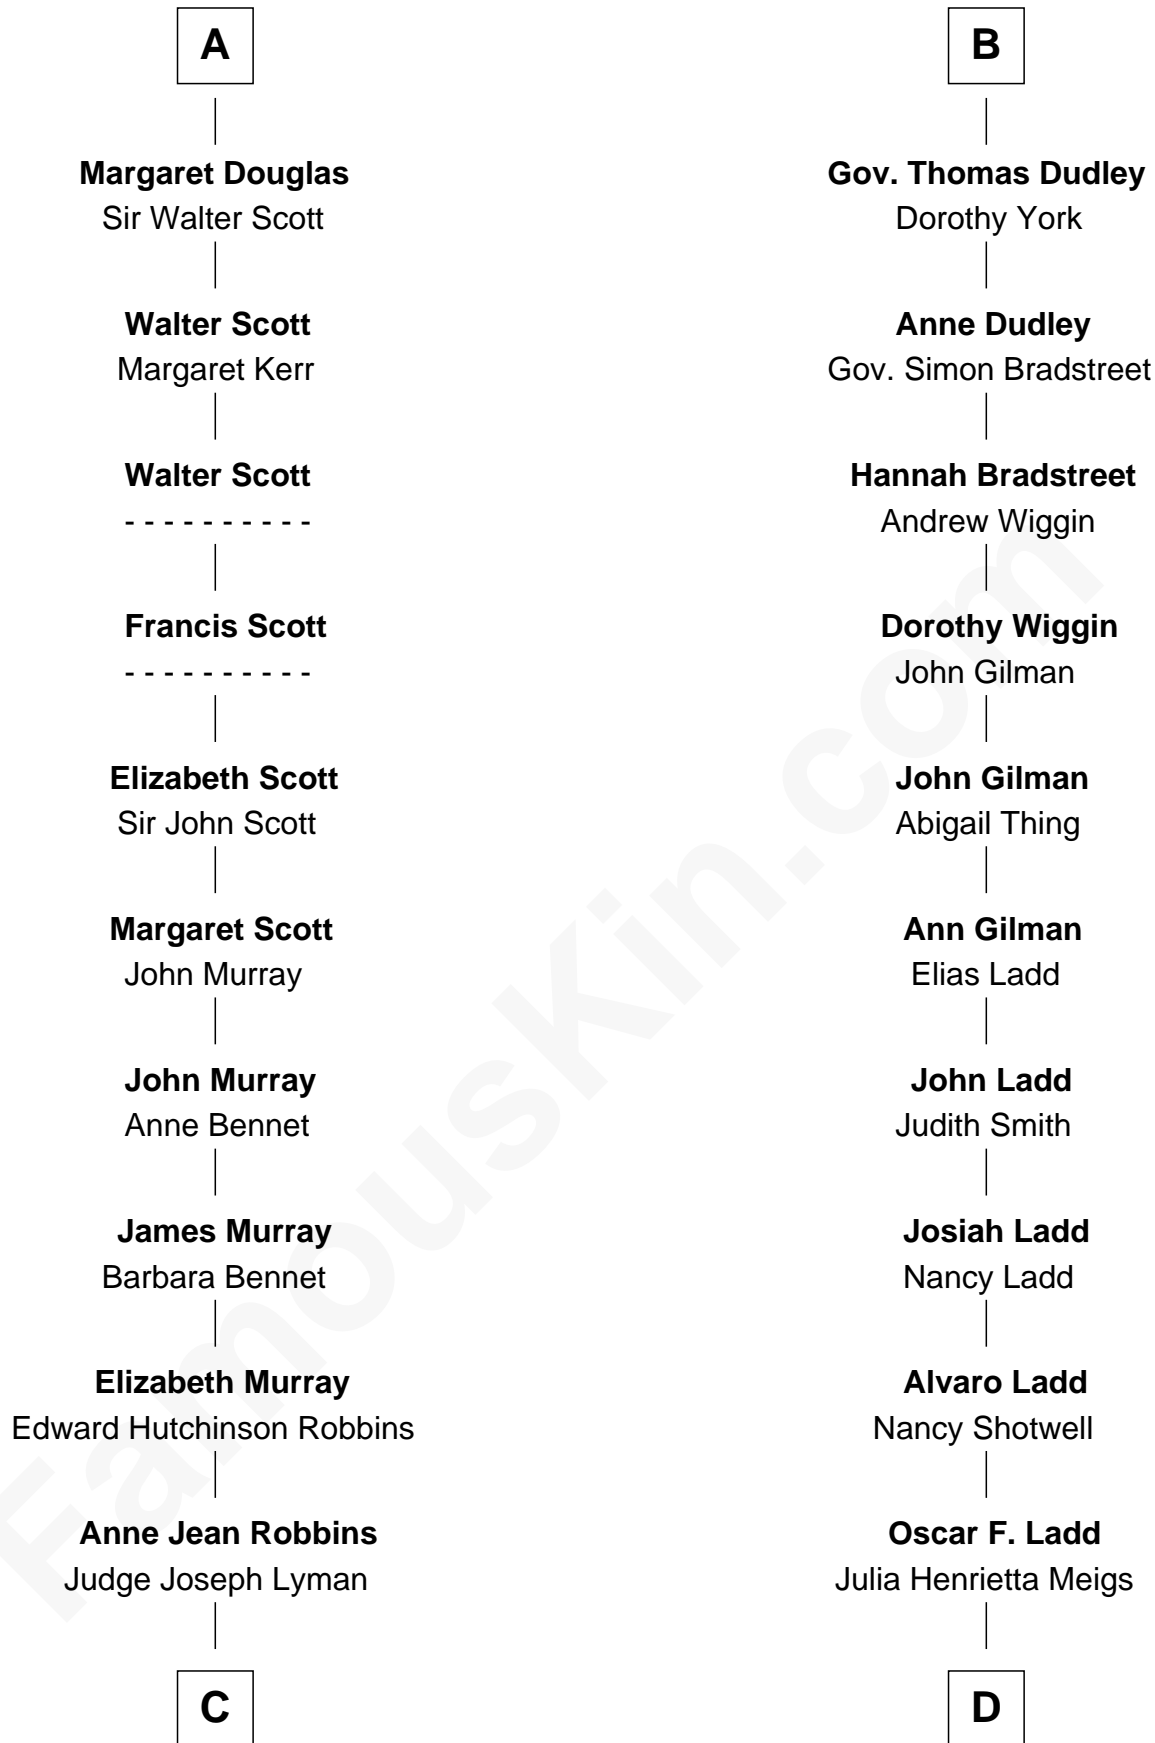 A
Margaret Douglas
Sir Walter Scott
Walter Scott
Margaret Kerr
Walter Scott
- - - - - - - - - -
Francis Scott
- - - - - - - - - -
Elizabeth Scott
Sir John Scott
Margaret Scott
John Murray
John Murray
Anne Bennet
James Murray
Barbara Bennet
Elizabeth Murray
Edward Hutchinson Robbins
Anne Jean Robbins
Judge Joseph Lyman
C
B
Gov. Thomas Dudley
Dorothy York
Anne Dudley
Gov. Simon Bradstreet
Hannah Bradstreet
Andrew Wiggin
Dorothy Wiggin
John Gilman
John Gilman
Abigail Thing
Ann Gilman
Elias Ladd
John Ladd
Judith Smith
Josiah Ladd
Nancy Ladd
Alvaro Ladd
Nancy Shotwell
Oscar F. Ladd
Julia Henrietta Meigs
D
FamousKin.com